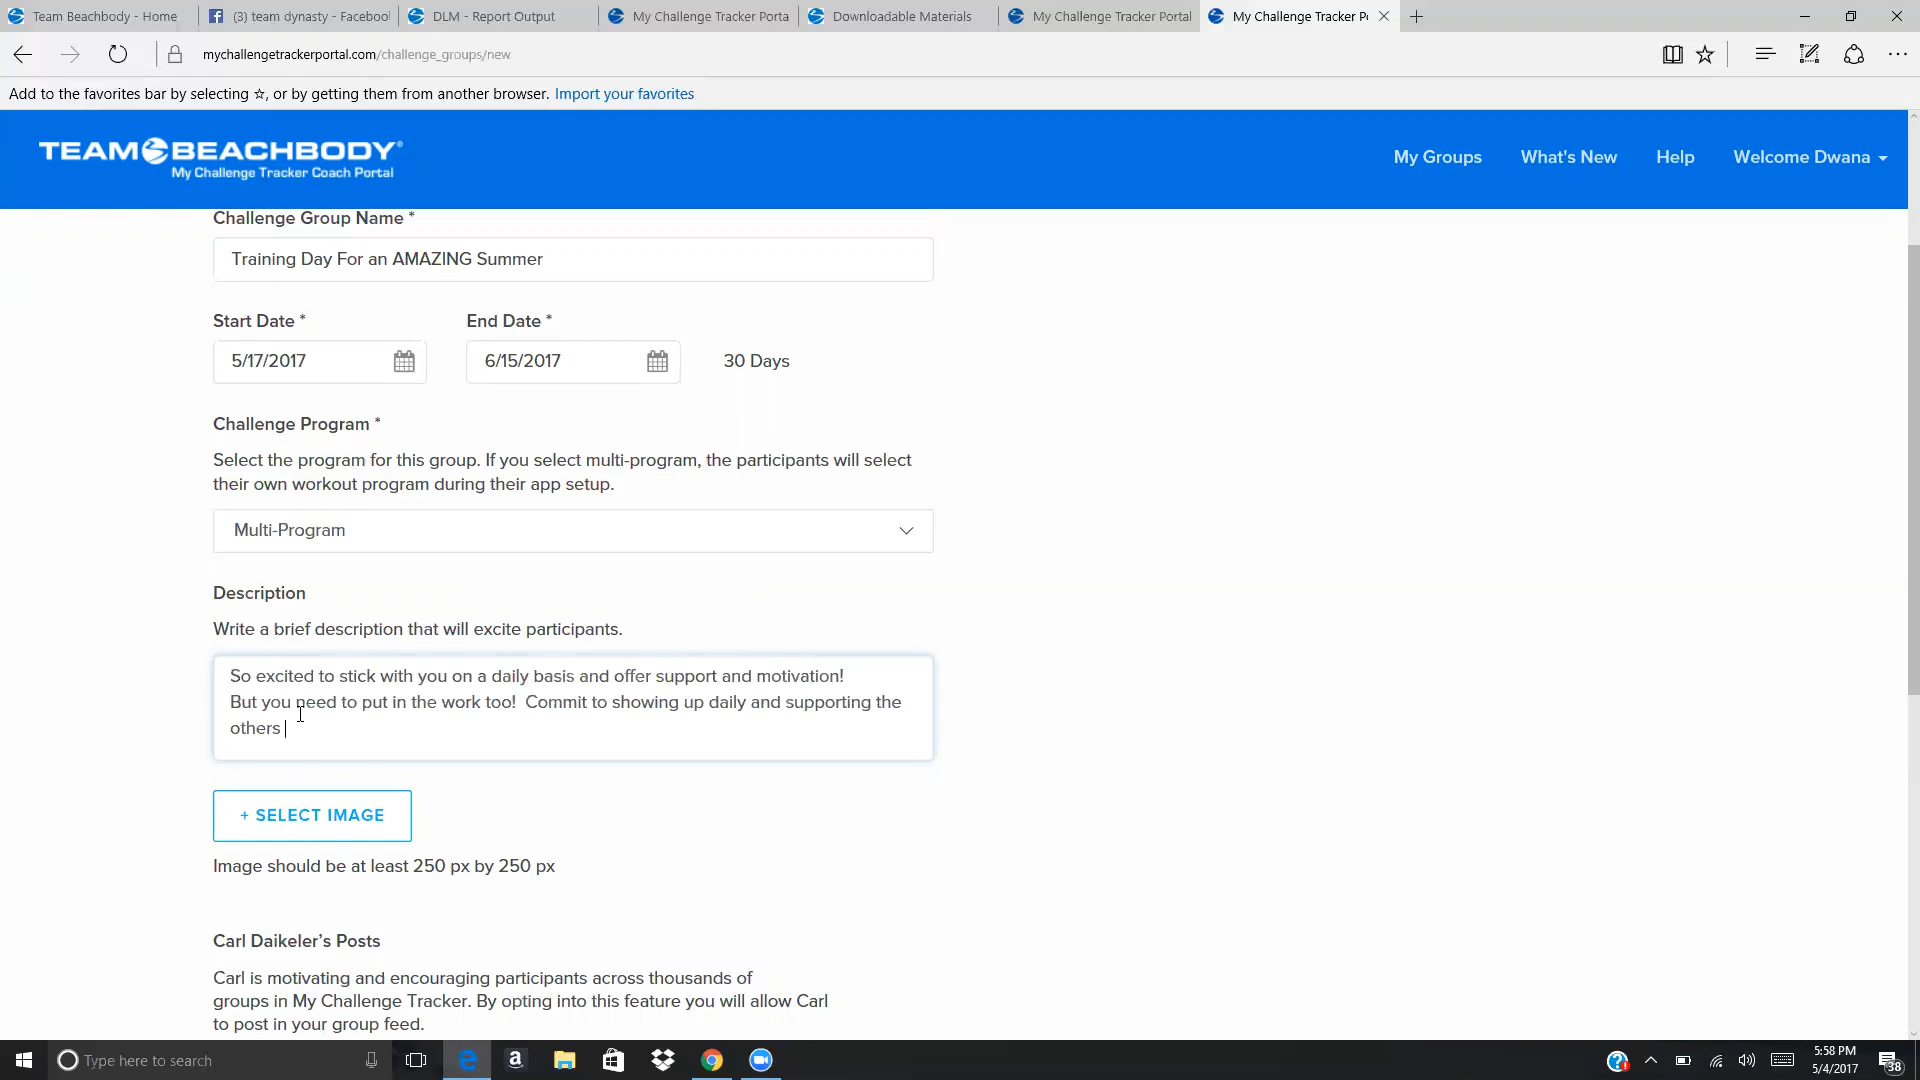 Team Beachbody - Home
(3) team dynasty - Facebool
DLM - Report Output
My Challenge Tracker Porta
Downloadable Materials
My Challenge Tracker Portal
My Challenge Tracker Po
mychallengetrackerportal.com/challenge_groups/new
Add to the favorites bar by selecting ☆, or by getting them from another browser. Import your favorites
TEAM BEACHBODY®
My Challenge Tracker Coach Portal
My Groups
What's New
Help
Welcome Dwana
Challenge Group Name *
Training Day For an AMAZING Summer
Start Date *
End Date *
5/17/2017
6/15/2017
30 Days
Challenge Program *
Select the program for this group. If you select multi-program, the participants will select
their own workout program during their app setup.
Multi-Program
Description
Write a brief description that will excite participants.
So excited to stick with you on a daily basis and offer support and motivation!
But you need to put in the work too!  Commit to showing up daily and supporting the
others
+ SELECT IMAGE
Image should be at least 250 px by 250 px
Carl Daikeler’s Posts
Carl is motivating and encouraging participants across thousands of
groups in My Challenge Tracker. By opting into this feature you will allow Carl
to post in your group feed.
Type here to search
5:58 PM
5/4/2017
38